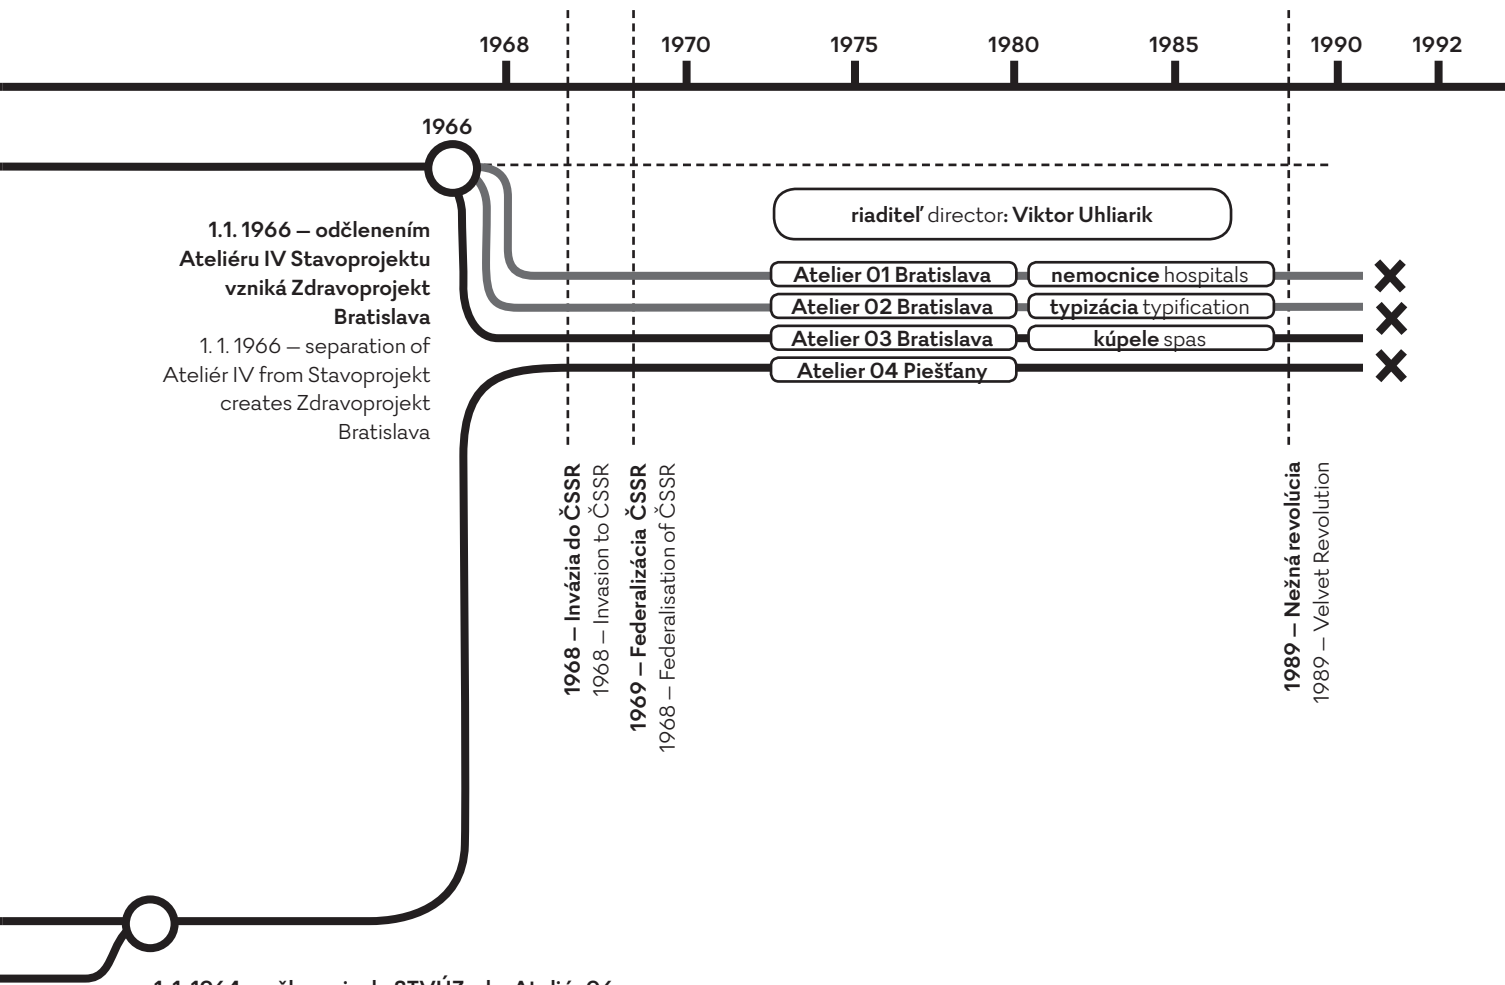 1968 1970 1975 1980 1985 1990 1992
1966
riaditeľ director: Viktor Uhliarik
1.1. 1966 – odčlenením
Ateliéru IV Stavoprojektu
vzniká Zdravoprojekt
Bratislava
1. 1. 1966 – separation of
Ateliér IV from Stavoprojekt
creates Zdravoprojekt
Bratislava
Atelier 01 Bratislava nemocnice hospitals
Atelier 02 Bratislava typizácia typification
Atelier 03 Bratislava kúpele spas
Atelier 04 Piešťany
1968 – Invázia do ČSSR
1968 – Invasion to ČSSR
1969 – Federalizácia ČSSR
1968 – Federalisation of ČSSR
1989 – Nežná revolúcia
1989 – Velvet Revolution